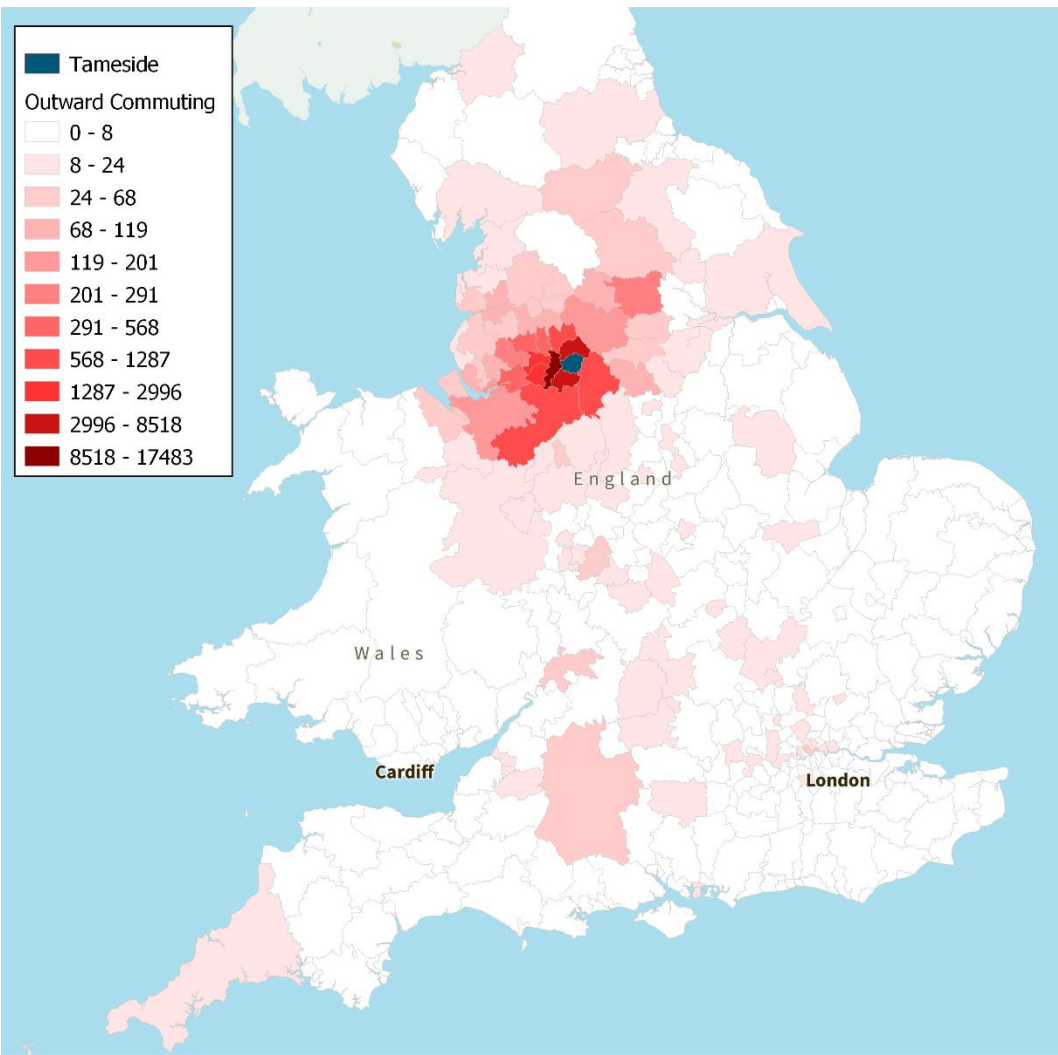 Tameside
Outward Commuting
0 - 8
8 - 24
24 - 68
68 - 119
119 - 201
201 - 291
291 - 568
568 - 1287
1287 - 2996
2996 - 8518
8518 - 17483
England
Wales
Cardiff
London